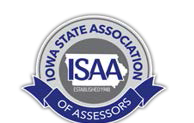 IOWA STATE ASSOCIATION
ISAA
ESTABLISHED 1948
OF ASSESSORS